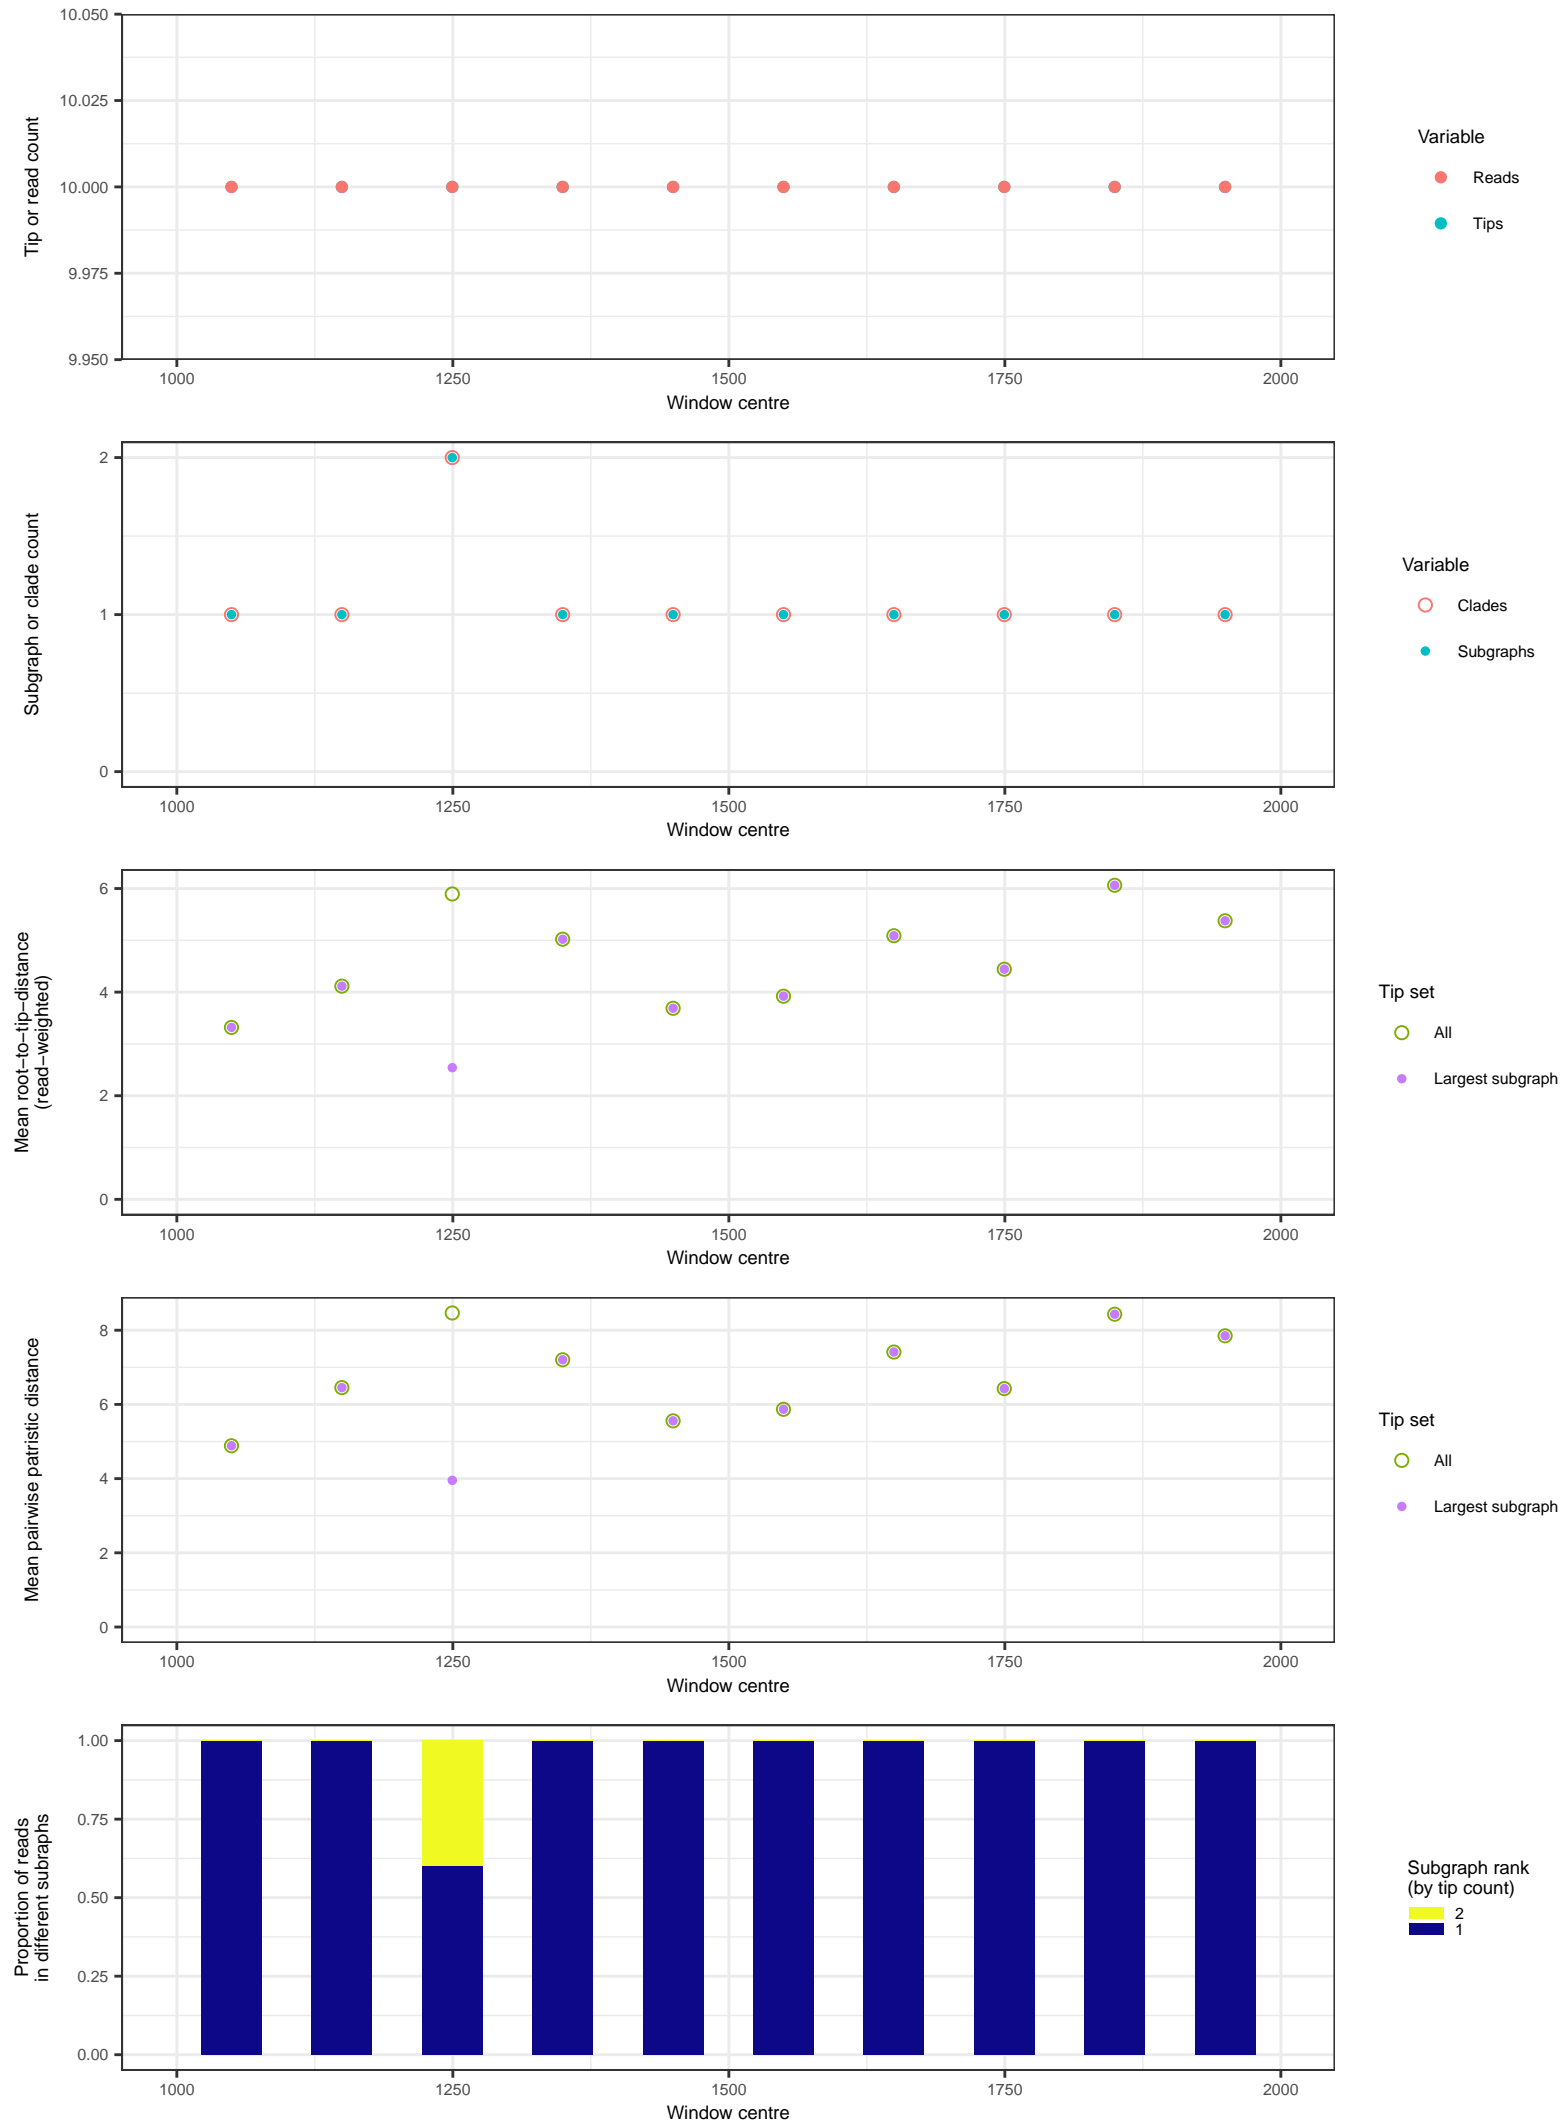 10.050
10.025
10.000
9.975
9.950
Tip or read count
1000 1250 1500 1750 2000
Window centre
Variable
Reads
Tips
2
1
0
Subgraph or clade count
1000 1250 1500 1750 2000
Window centre
Variable
Clades
Subgraphs
6
4
2
0
Mean root−to−tip−distance
(read−weighted)
1000 1250 1500 1750 2000
Window centre
Tip set
All
Largest subgraph
8
6
4
2
0
Mean pairwise patristic distance
1000 1250 1500 1750 2000
Window centre
Tip set
All
Largest subgraph
1.00
0.75
0.50
0.25
0.00
Proportion of reads
in different subraphs
1000 1250 1500 1750 2000
Window centre
Subgraph rank
(by tip count)
2
1